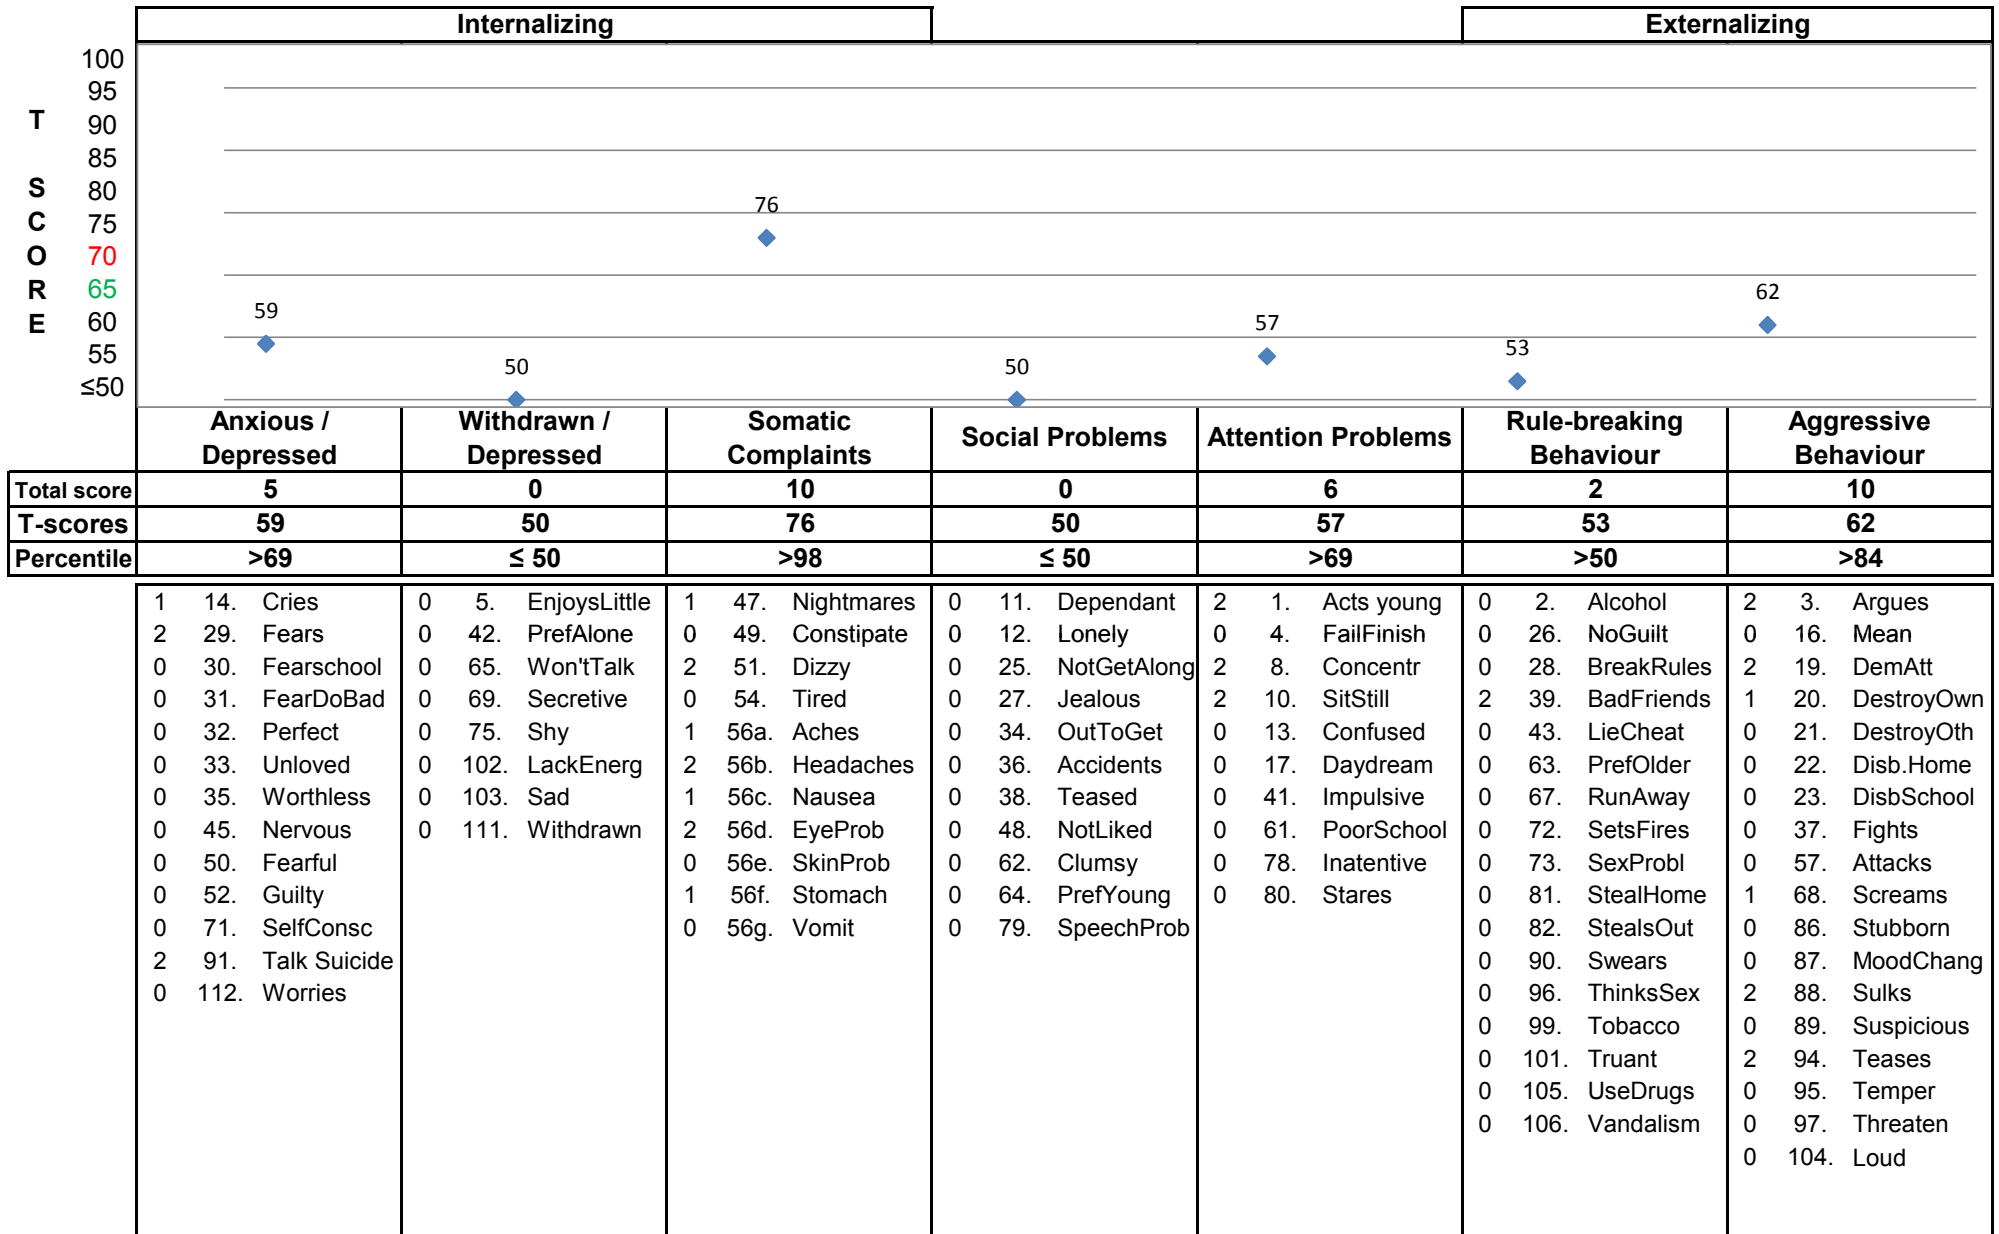 Internalizing Externalizing
100
95
T 90
85
S 80
C 75
O 70
R 65
E 60
55
≤50
76
59
50
50
57
53
62
Anxious / Depressed Withdrawn / Depressed Somatic Complaints Social Problems Attention Problems Rule-breaking Behaviour Aggressive Behaviour
Total score 5 0 10 0 6 2 10
T-scores 59 50 76 50 57 53 62
Percentile >69 ≤ 50 >98 ≤ 50 >69 >50 >84
1 14. Cries 0 5. EnjoysLittle 1 47. Nightmares 0 11. Dependant 2 1. Acts young 0 2. Alcohol 2 3. Argues
2 29. Fears 0 42. PrefAlone 0 49. Constipate 0 12. Lonely 0 4. FailFinish 0 26. NoGuilt 0 16. Mean
0 30. Fearschool 0 65. Won'tTalk 2 51. Dizzy 0 25. NotGetAlong 2 8. Concentr 0 28. BreakRules 2 19. DemAtt
0 31. FearDoBad 0 69. Secretive 0 54. Tired 0 27. Jealous 2 10. SitStill 2 39. BadFriends 1 20. DestroyOwn
0 32. Perfect 0 75. Shy 1 56a. Aches 0 34. OutToGet 0 13. Confused 0 43. LieCheat 0 21. DestroyOth
0 33. Unloved 0 102. LackEnerg 2 56b. Headaches 0 36. Accidents 0 17. Daydream 0 63. PrefOlder 0 22. Disb.Home
0 35. Worthless 0 103. Sad 1 56c. Nausea 0 38. Teased 0 41. Impulsive 0 67. RunAway 0 23. DisbSchool
0 45. Nervous 0 111. Withdrawn 2 56d. EyeProb 0 48. NotLiked 0 61. PoorSchool 0 72. SetsFires 0 37. Fights
0 50. Fearful 0 56e. SkinProb 0 62. Clumsy 0 78. Inatentive 0 73. SexProbl 0 57. Attacks
0 52. Guilty 1 56f. Stomach 0 64. PrefYoung 0 80. Stares 0 81. StealHome 1 68. Screams
0 71. SelfConsc 0 56g. Vomit 0 79. SpeechProb 0 82. StealsOut 0 86. Stubborn
2 91. Talk Suicide 0 90. Swears 0 87. MoodChang
0 112. Worries 0 96. ThinksSex 2 88. Sulks
0 99. Tobacco 0 89. Suspicious
0 101. Truant 2 94. Teases
0 105. UseDrugs 0 95. Temper
0 106. Vandalism 0 97. Threaten
0 104. Loud